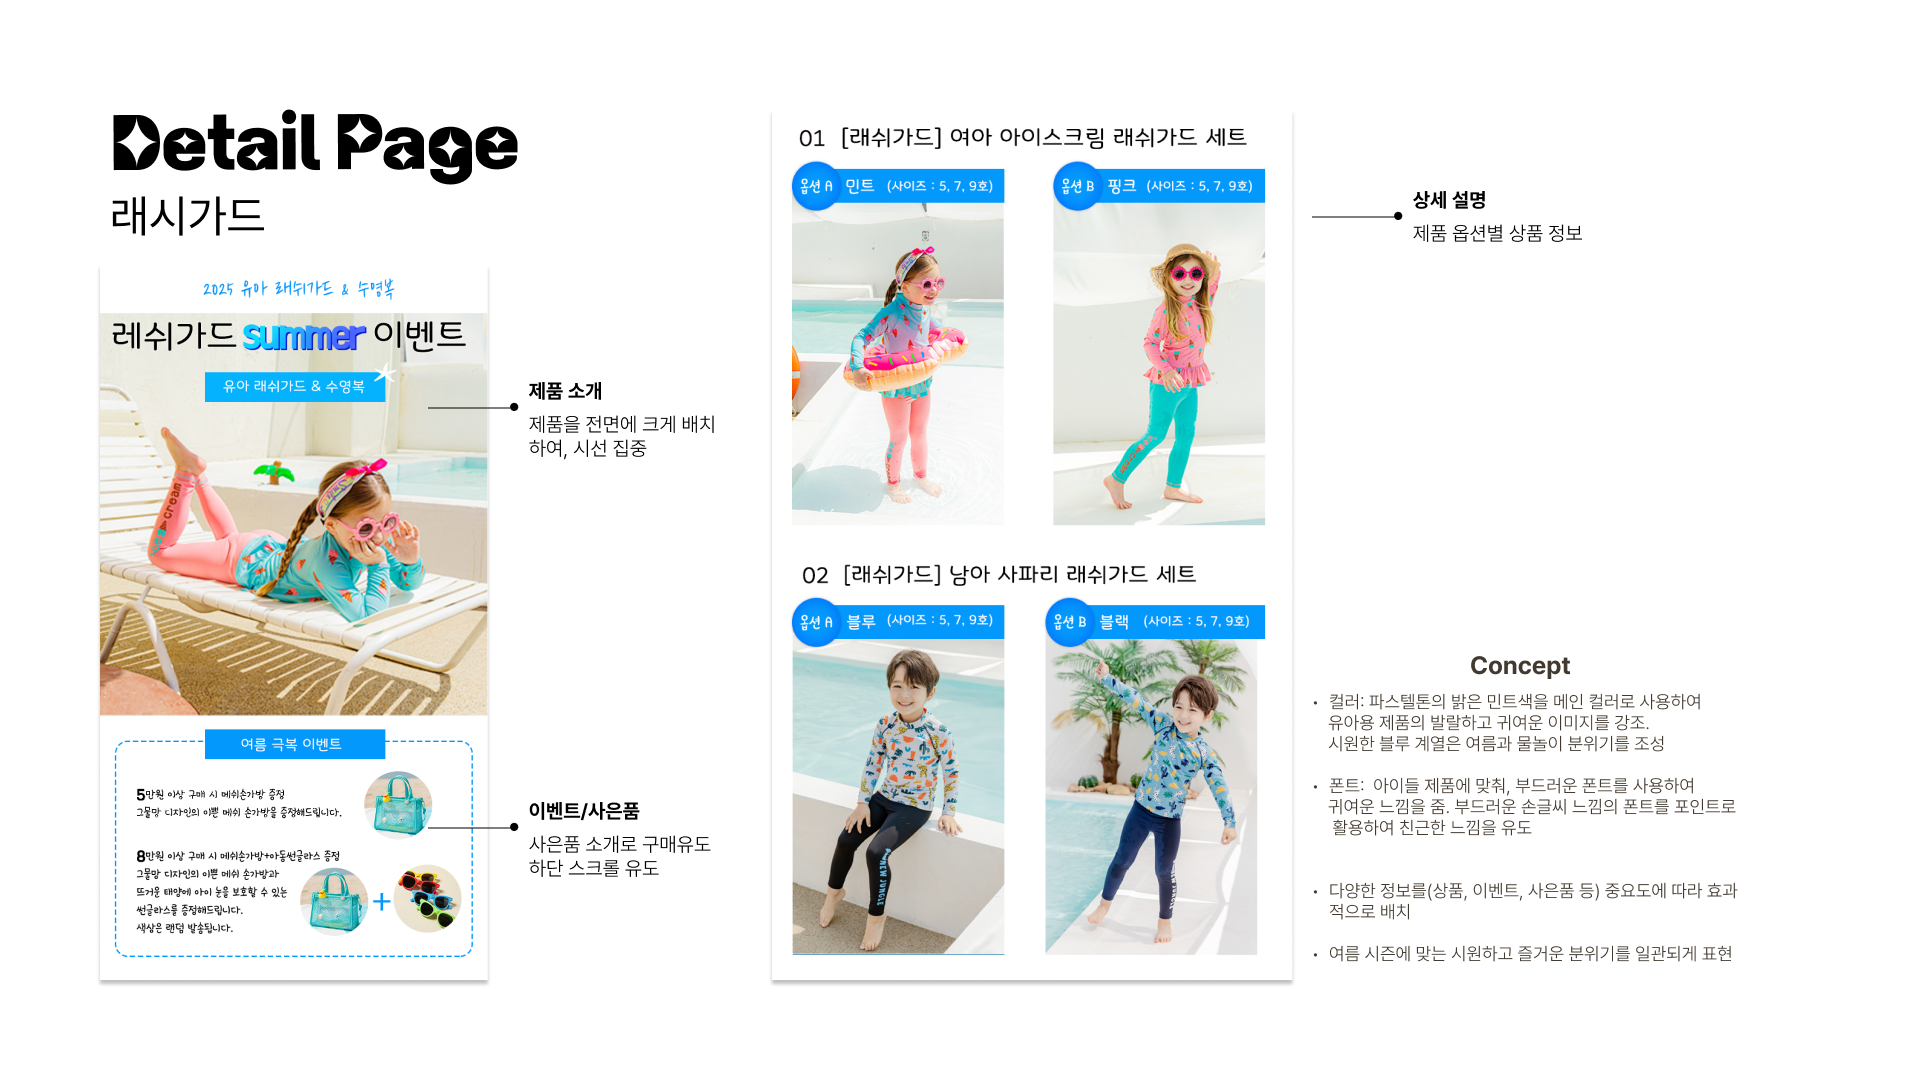 Detail Page
래시가드
2025 유아 래쉬가드 & 수영복
레쉬가드 summer 이벤트
유아 래쉬가드 & 수영복
ice cream
제품 소개
제품을 전면에 크게 배치
하여, 시선 집중
여름 극복 이벤트
5만원 이상 구매 시 메쉬손가방 증정
그물망 디자인의 이쁜 메쉬 손가방을 증정해드립니다.
8만원 이상 구매 시 메쉬손가방+아동썬글라스 증정
그물망 디자인의 이쁜 메쉬 손가방과
뜨거운 태양에 아이 눈을 보호할 수 있는
썬글라스를 증정해드립니다.
색상은 랜덤 발송됩니다.
이벤트/사은품
사은품 소개로 구매유도
하단 스크롤 유도
01 [래쉬가드] 여아 아이스크림 래쉬가드 세트
옵션 A 민트 (사이즈 : 5, 7, 9호)
옵션 B 핑크 (사이즈 : 5, 7, 9호)
02 [래쉬가드] 남아 사파리 래쉬가드 세트
옵션 A 블루 (사이즈 : 5, 7, 9호)
옵션 B 블랙 (사이즈 : 5, 7, 9호)
NEW JUNGLE
상세 설명
제품 옵션별 상품 정보
Concept
• 컬러: 파스텔톤의 밝은 민트색을 메인 컬러로 사용하여
유아용 제품의 발랄하고 귀여운 이미지를 강조.
시원한 블루 계열은 여름과 물놀이 분위기를 조성
• 폰트: 아이들 제품에 맞춰, 부드러운 폰트를 사용하여
귀여운 느낌을 줌. 부드러운 손글씨 느낌의 폰트를 포인트로
활용하여 친근한 느낌을 유도
• 다양한 정보를(상품, 이벤트, 사은품 등) 중요도에 따라 효과
적으로 배치
• 여름 시즌에 맞는 시원하고 즐거운 분위기를 일관되게 표현